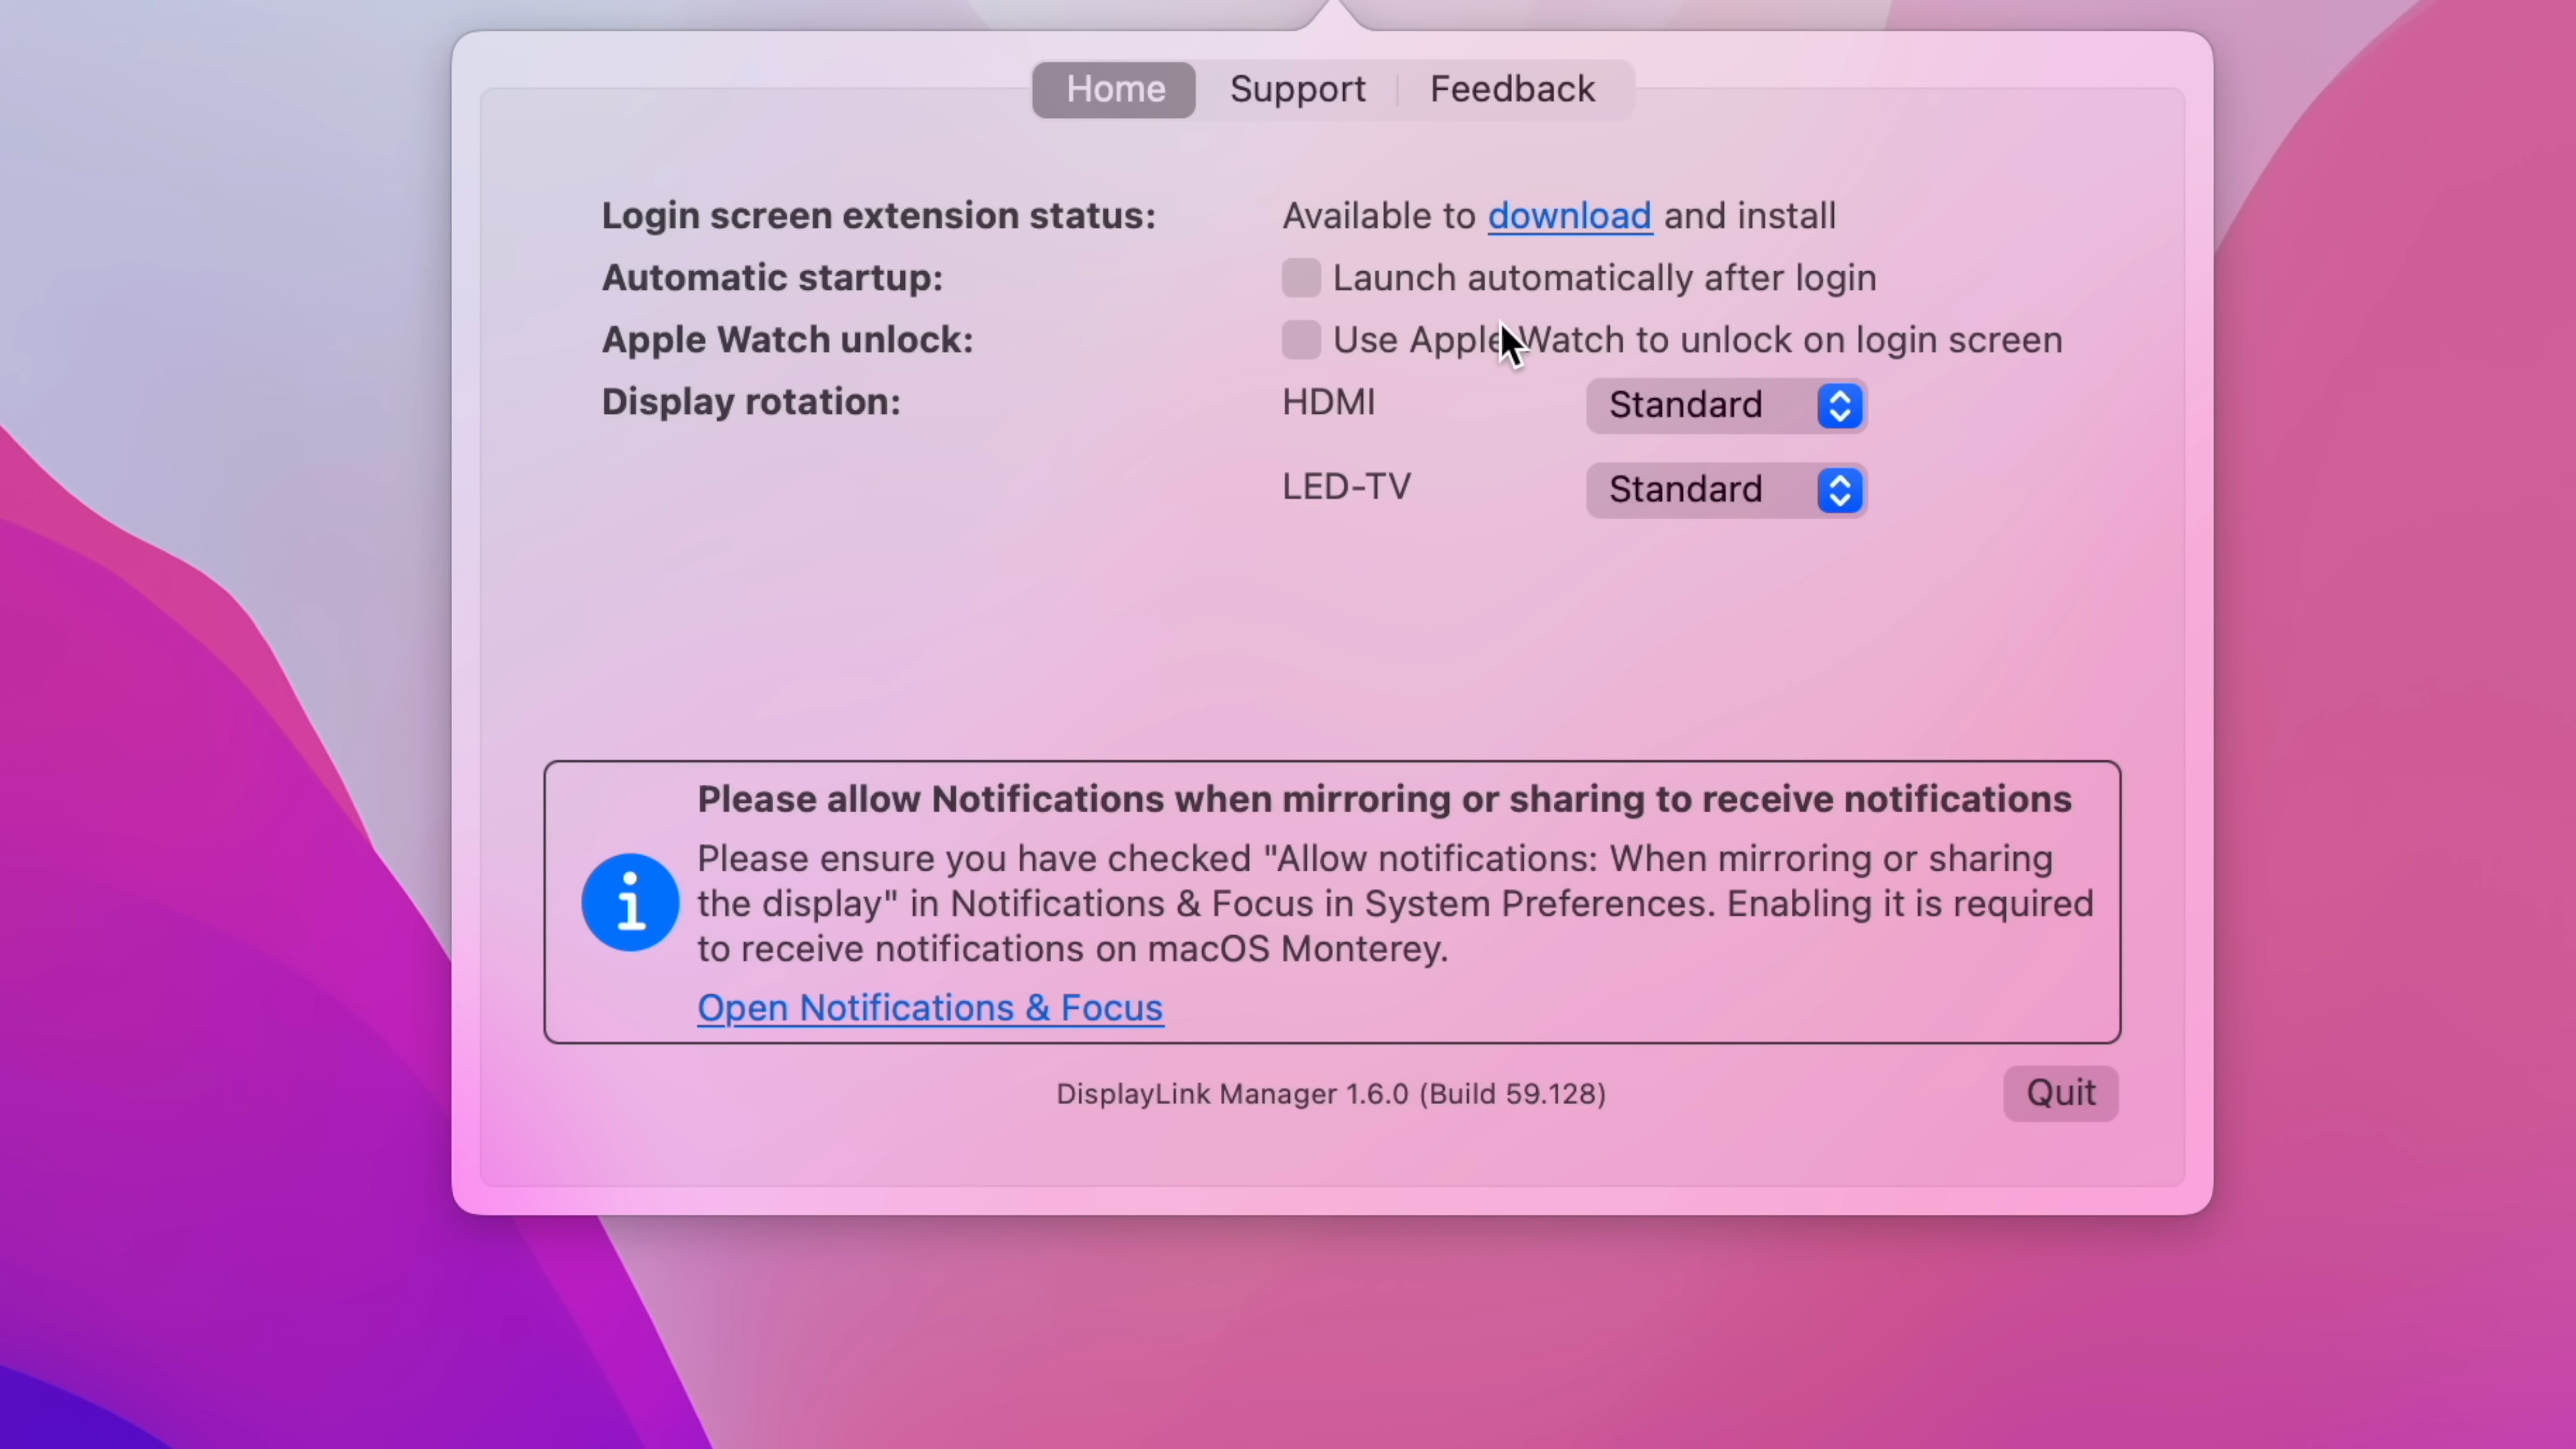 Home Support Feedback
Login screen extension status: Available to download and install
Automatic startup: Launch automatically after login
Apple Watch unlock: Use Apple Watch to unlock on login screen
Display rotation: HDMI Standard
LED-TV Standard
Please allow Notifications when mirroring or sharing to receive notifications
Please ensure you have checked "Allow notifications: When mirroring or sharing
the display" in Notifications & Focus in System Preferences. Enabling it is required
to receive notifications on macOS Monterey.
Open Notifications & Focus
DisplayLink Manager 1.6.0 (Build 59.128) Quit